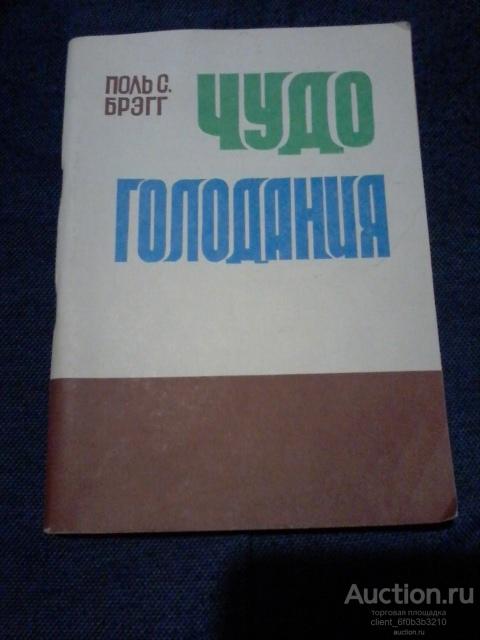 ПОЛЬ С.
БРЭГГ
ЧУДО
ГОЛОДАНИЯ
Auction.ru
торговая площадка
client_6f0b3b3210
auction.ru